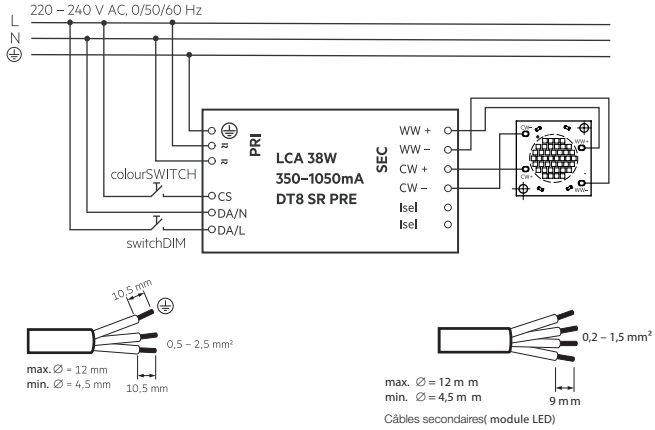 220 – 240 V AC, 0/50/60 Hz
L
N
PRI
LCA 38W
350–1050mA
DT8 SR PRE
SEC
WW +
WW –
CW +
CW –
Isel
Isel
colourSWITCH
CS
DA/N
DA/L
switchDIM
CW–
WW+
CW+
WW–
10,5 mm
0,5 – 2,5 mm²
max. Ø = 12 mm
min. Ø = 4,5 mm
10,5 mm
0,2 – 1,5 mm²
max. Ø = 12 m m
min. Ø = 4,5 m m
9 m m
Câbles secondaires( module LED)